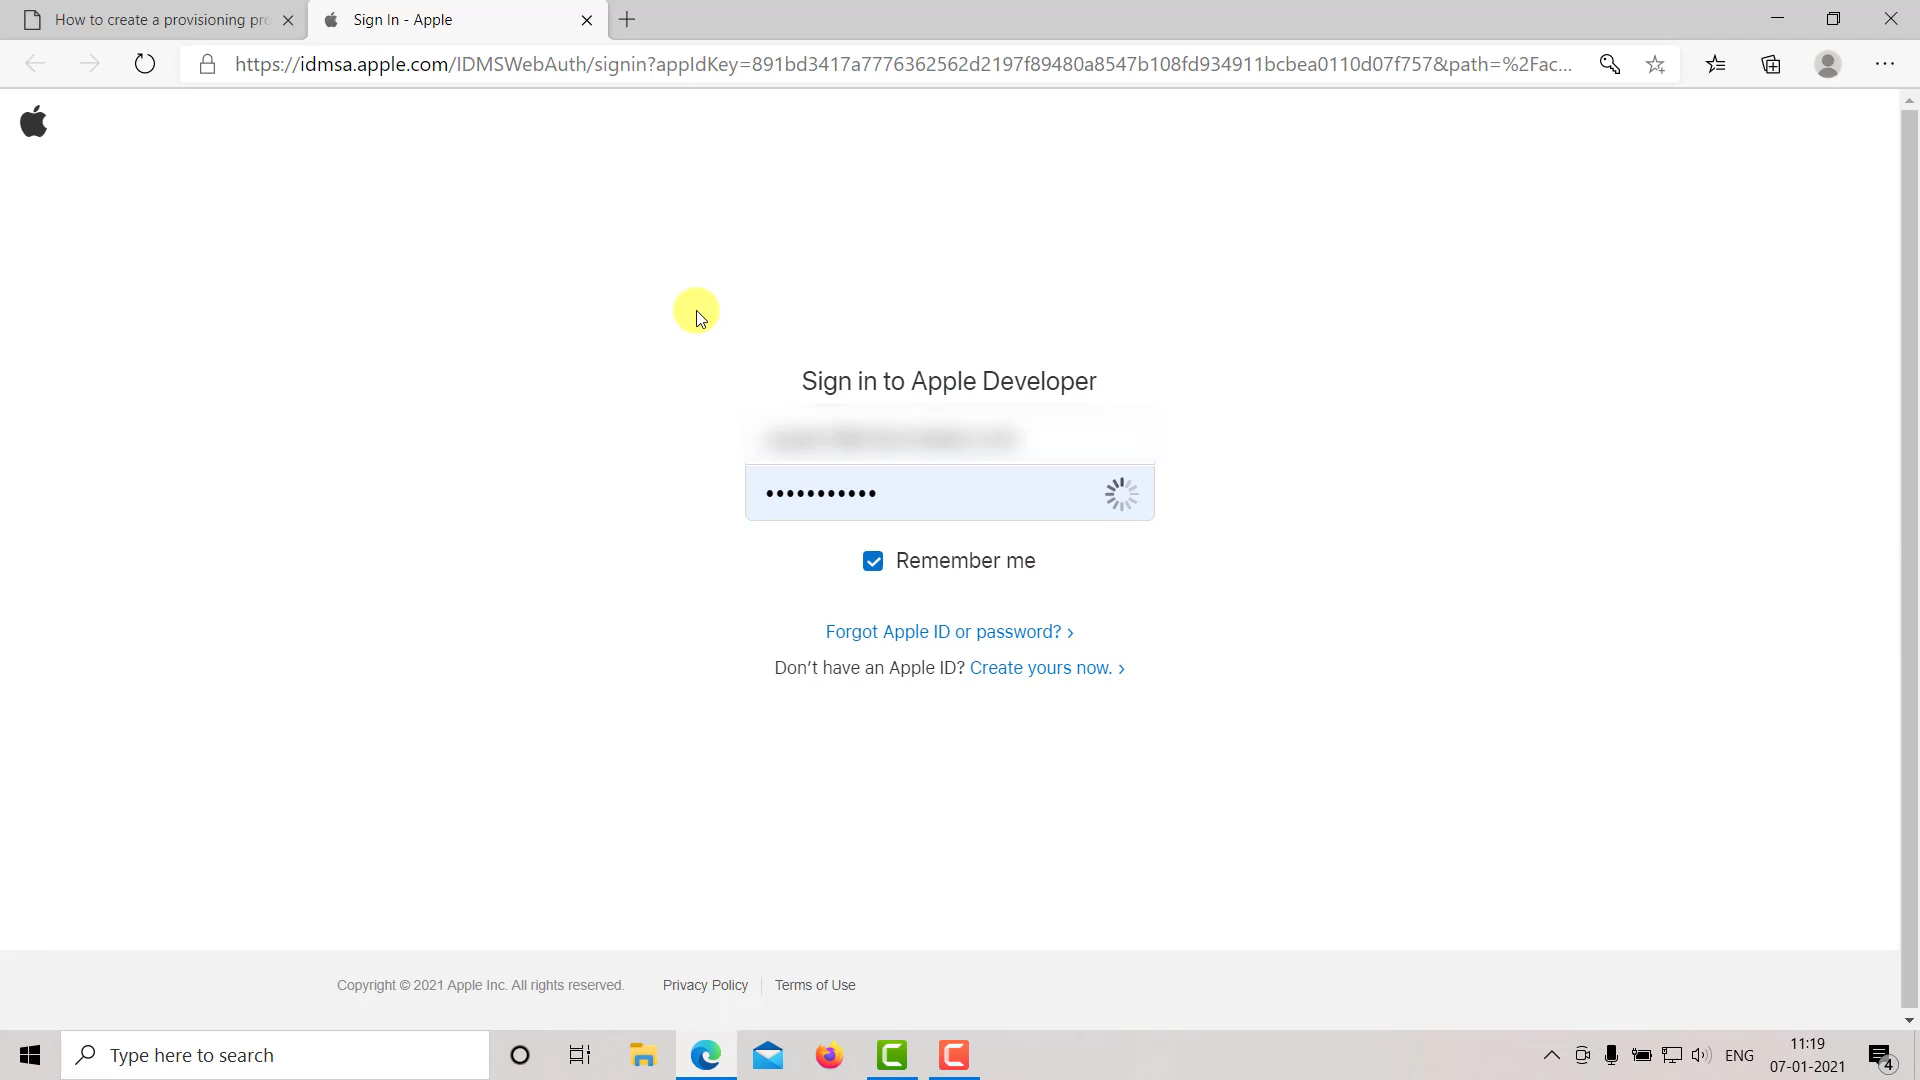 How to create a provisioning pro
Sign In - Apple
https://idmsa.apple.com/IDMSWebAuth/signin?appIdKey=891bd3417a7776362562d2197f89480a8547b108fd934911bcbea0110d07f757&path=%2Fac...
Sign in to Apple Developer
•••••••••••
Remember me
Forgot Apple ID or password? ›
Don't have an Apple ID? Create yours now. ›
Copyright © 2021 Apple Inc. All rights reserved.
Privacy Policy
Terms of Use
Type here to search
ENG
11:19
07-01-2021
4